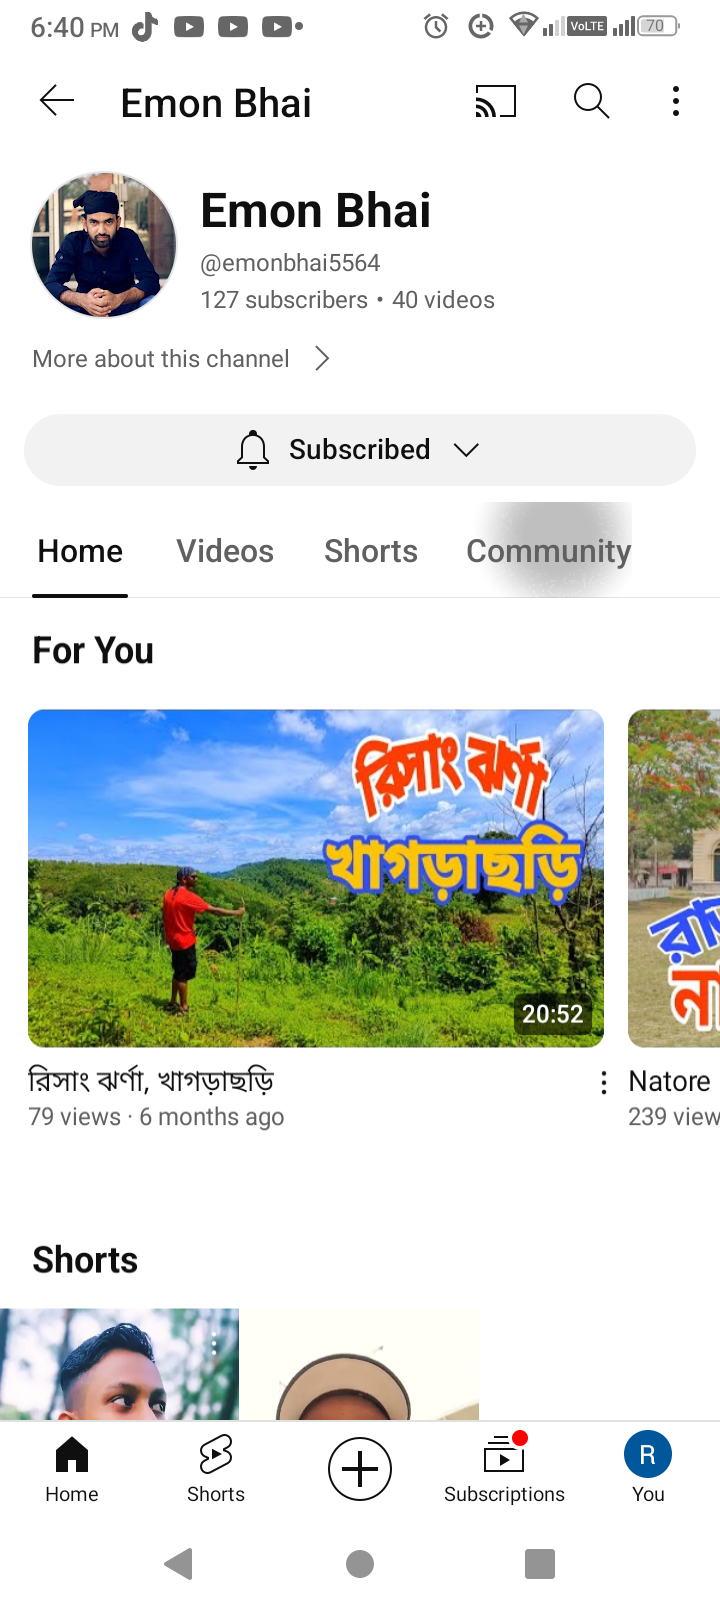 6:40 PM
VoLTE
70
Emon Bhai
Emon Bhai
@emonbhai5564
127 subscribers • 40 videos
More about this channel
Subscribed
Home Videos Shorts Community
For You
রিসাং ঝর্ণা
খাগড়াছড়ি
20:52
রিসাং ঝর্ণা, খাগড়াছড়ি
79 views · 6 months ago
Natore
239 view
Shorts
Home
Shorts
Subscriptions
R
You